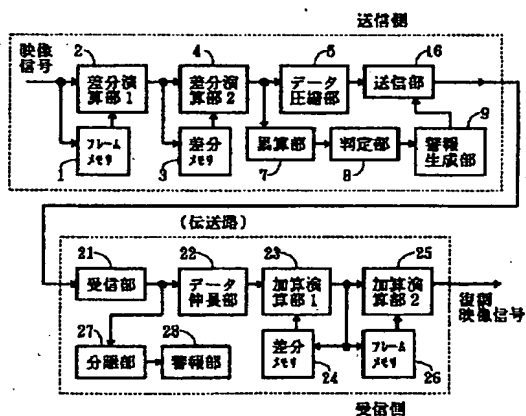 送信側
映像
信号
2
差分演
算部1
4
差分演
算部2
5
データ
圧縮部
16
送信部
フレーム
メモリ
1
差分
メモリ
3
累算部
7
判定部
8
警報
生成部
9
(伝送路)
21
受信部
22
データ
伸長部
23
加算演
算部1
25
加算演
算部2
復調
映像信号
27
分離部
28
警報部
差分
メモリ
24
フレーム
メモリ
26
受信側